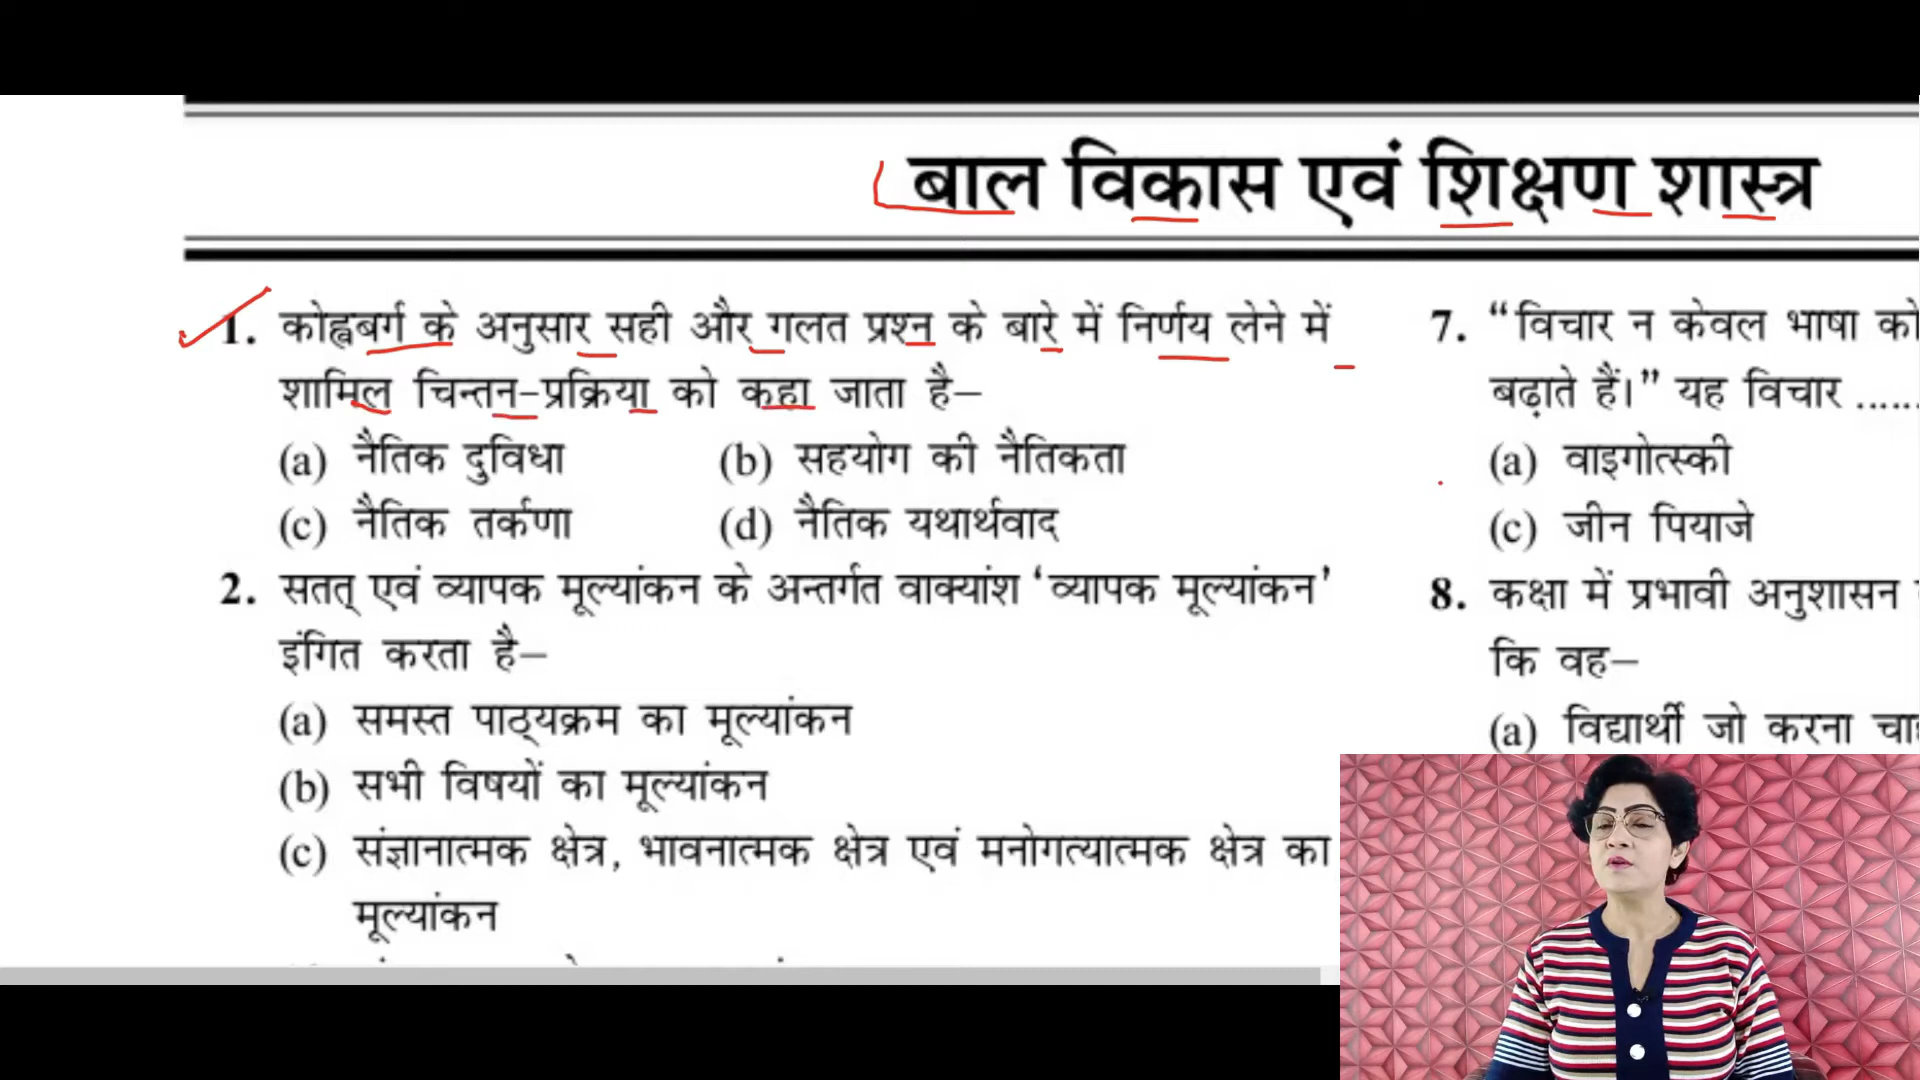 बाल विकास एवं शिक्षण शास्त्र
1. कोह्लबर्ग के अनुसार सही और गलत प्रश्न के बारे में निर्णय लेने में
शामिल चिन्तन-प्रक्रिया को कहा जाता है–
(a) नैतिक दुविधा (b) सहयोग की नैतिकता
(c) नैतिक तर्कणा (d) नैतिक यथार्थवाद
2. सतत् एवं व्यापक मूल्यांकन के अन्तर्गत वाक्यांश ‘व्यापक मूल्यांकन’
इंगित करता है–
(a) समस्त पाठ्यक्रम का मूल्यांकन
(b) सभी विषयों का मूल्यांकन
(c) संज्ञानात्मक क्षेत्र, भावनात्मक क्षेत्र एवं मनोगत्यात्मक क्षेत्र का
मूल्यांकन
7. “विचार न केवल भाषा को
बढ़ाते हैं।” यह विचार ......
(a) वाइगोत्स्की
(c) जीन पियाजे
8. कक्षा में प्रभावी अनुशासन
कि वह–
(a) विद्यार्थी जो करना